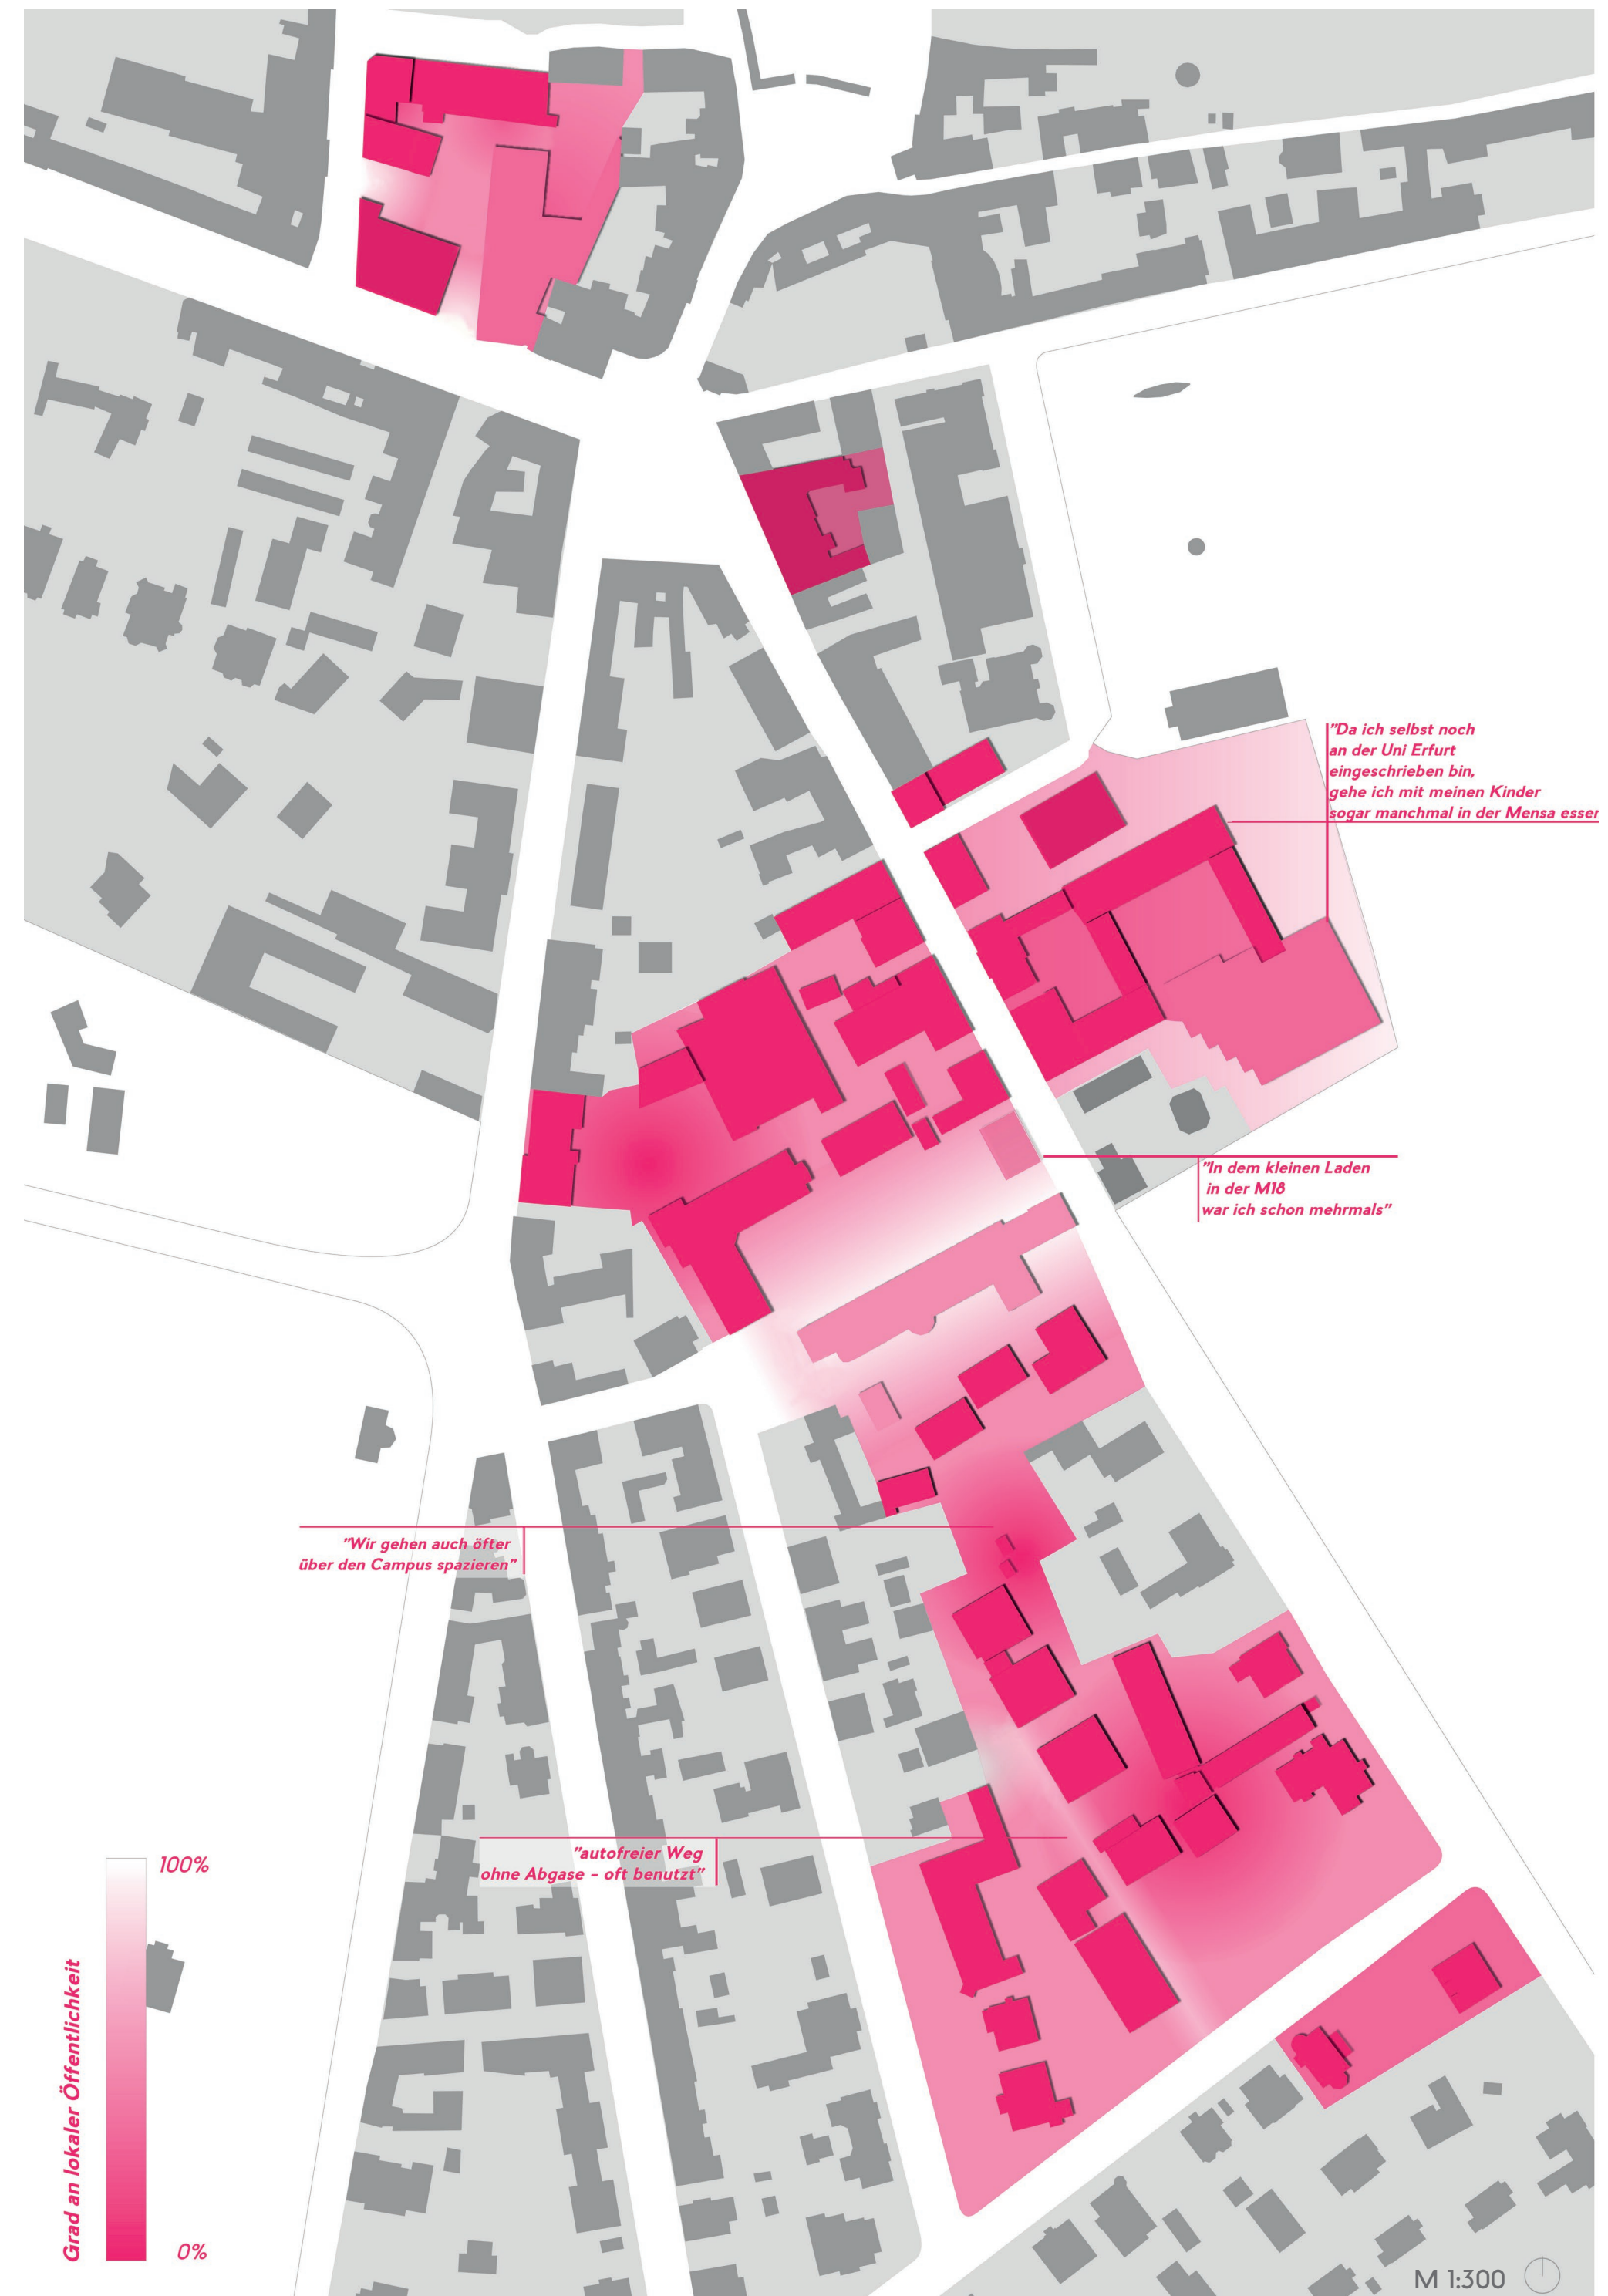 "Da ich selbst noch
an der Uni Erfurt
eingeschrieben bin,
gehe ich mit meinen Kinder
sogar manchmal in der Mensa essen
"In dem kleinen Laden
in der M18
war ich schon mehrmals"
"Wir gehen auch öfter
über den Campus spazieren"
"autofreier Weg
ohne Abgase – oft benutzt"
100%
Grad an lokaler Öffentlichkeit
0%
M 1:300